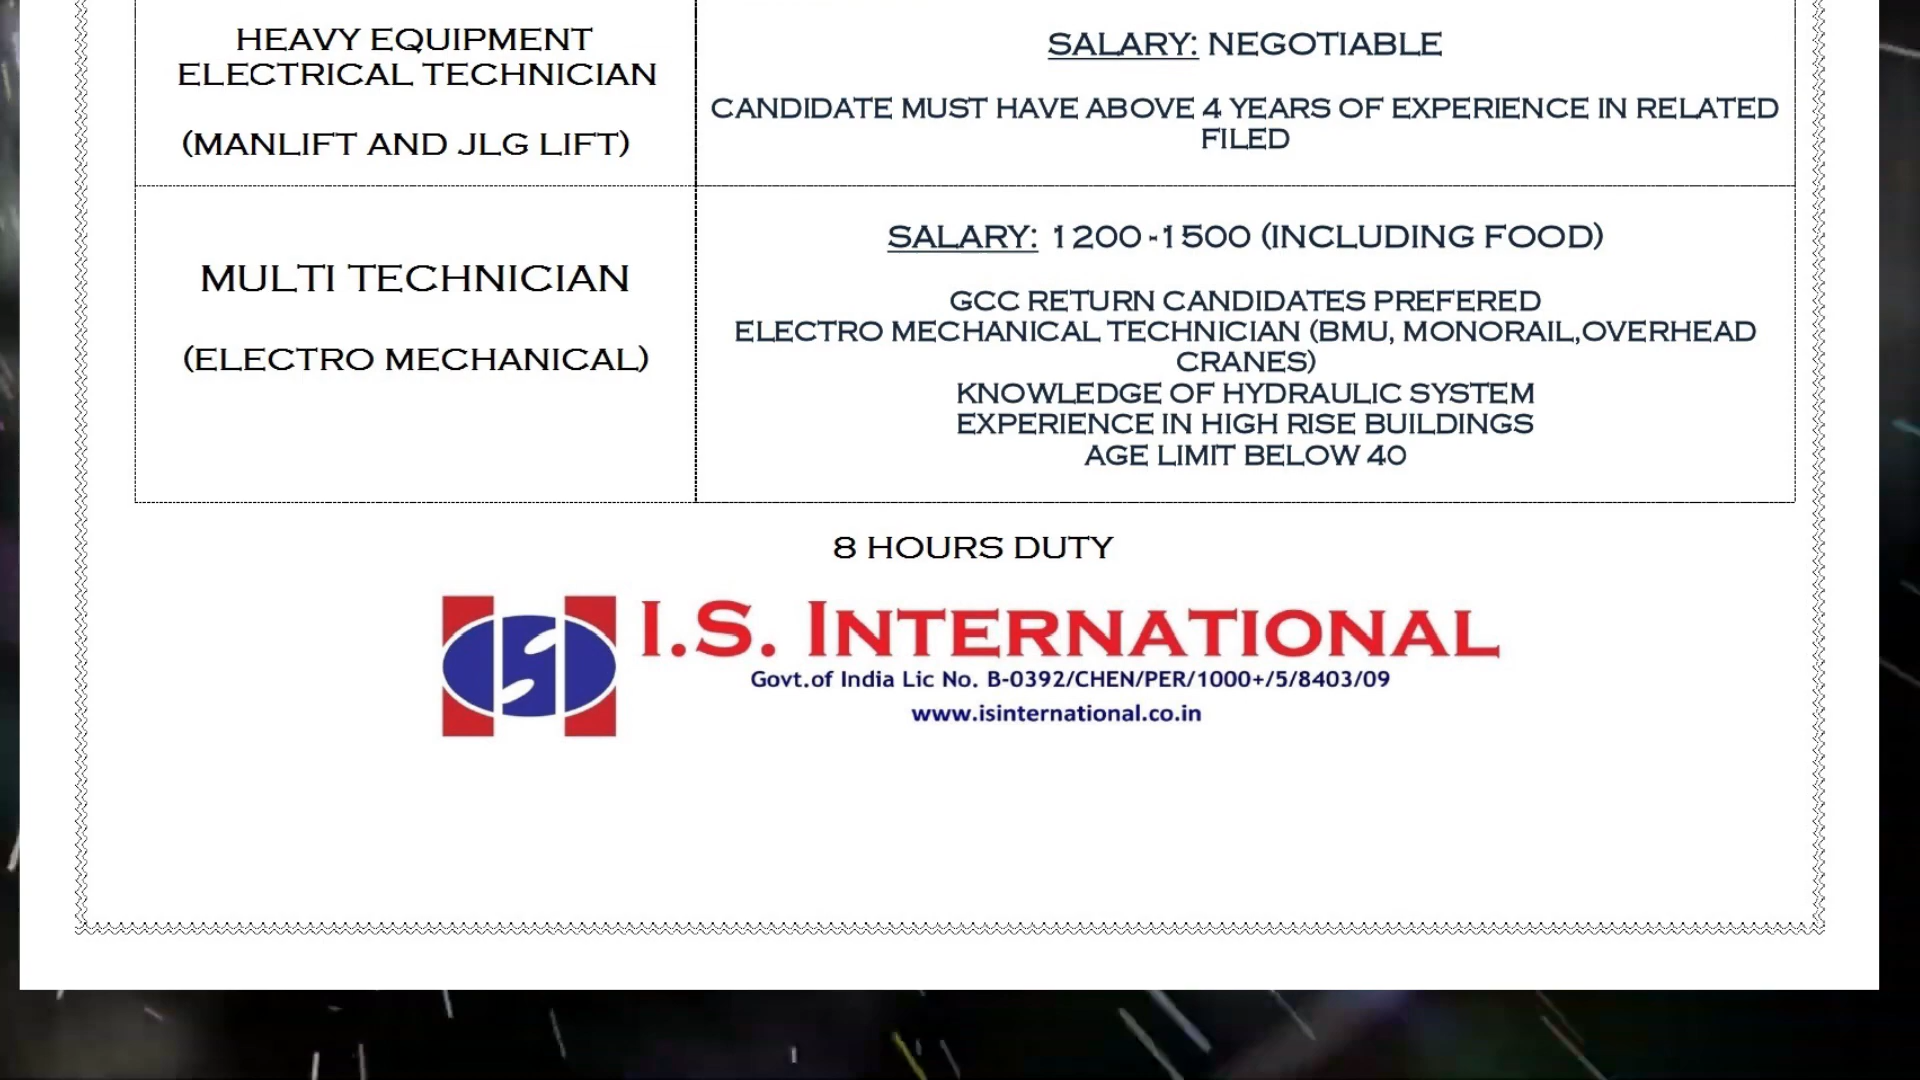 HEAVY EQUIPMENT
ELECTRICAL TECHNICIAN
(MANLIFT AND JLG LIFT)
SALARY: NEGOTIABLE
CANDIDATE MUST HAVE ABOVE 4 YEARS OF EXPERIENCE IN RELATED
FILED
MULTI TECHNICIAN
(ELECTRO MECHANICAL)
SALARY: 1200 -1500 (INCLUDING FOOD)
GCC RETURN CANDIDATES PREFERED
ELECTRO MECHANICAL TECHNICIAN (BMU, MONORAIL,OVERHEAD
CRANES)
KNOWLEDGE OF HYDRAULIC SYSTEM
EXPERIENCE IN HIGH RISE BUILDINGS
AGE LIMIT BELOW 40
8 HOURS DUTY
I.S. INTERNATIONAL
Govt.of India Lic No. B-0392/CHEN/PER/1000+/5/8403/09
www.isinternational.co.in